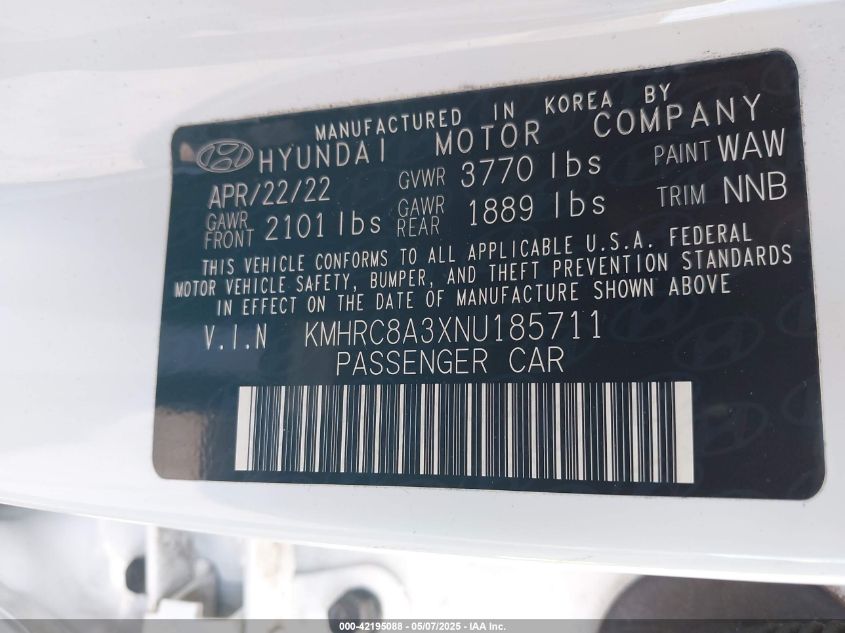 MANUFACTURED IN KOREA BY
HYUNDAI MOTOR COMPANY
APR/22/22 GVWR 3770 lbs PAINT WAW
GAWR FRONT 2101 lbs GAWR REAR 1889 lbs TRIM NNB
THIS VEHICLE CONFORMS TO ALL APPLICABLE U.S.A. FEDERAL
MOTOR VEHICLE SAFETY, BUMPER, AND THEFT PREVENTION STANDARDS
IN EFFECT ON THE DATE OF MANUFACTURE SHOWN ABOVE
V.I.N KMHRC8A3XNU185711
PASSENGER CAR
000-42195088 - 05/07/2025 - IAA Inc.